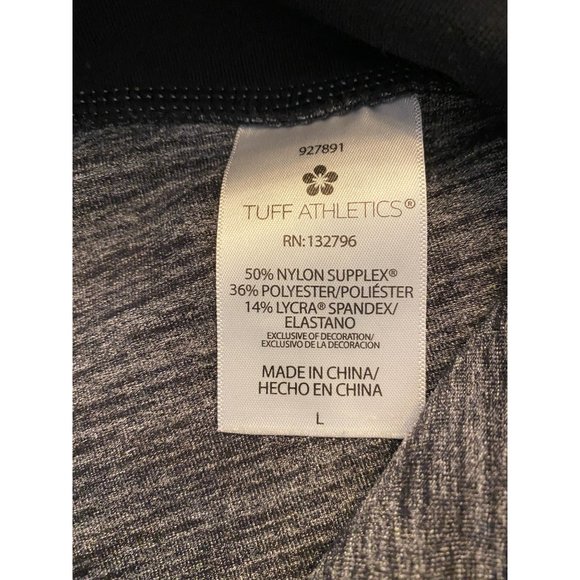 927891
TUFF ATHLETICS®
RN:132796
50% NYLON SUPPLEX®
36% POLYESTER/POLIÉSTER
14% LYCRA® SPANDEX/
ELASTANO
EXCLUSIVE OF DECORATION/
EXCLUSIVO DE LA DECORACIÓN
MADE IN CHINA/
HECHO EN CHINA
L